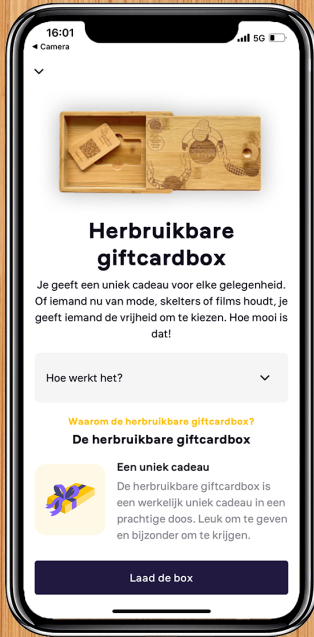 16:01
5G
Camera
Herbruikbare
giftcardbox
Je geeft een uniek cadeau voor elke gelegenheid.
Of iemand nu van mode, skelters of films houdt, je
geeft iemand de vrijheid om te kiezen. Hoe mooi is
dat!
Hoe werkt het?
Waarom de herbruikbare giftcardbox?
De herbruikbare giftcardbox
Een uniek cadeau
De herbruikbare giftcardbox is
een werkelijk uniek cadeau in een
prachtige doos. Leuk om te geven
en bijzonder om te krijgen.
Laad de box